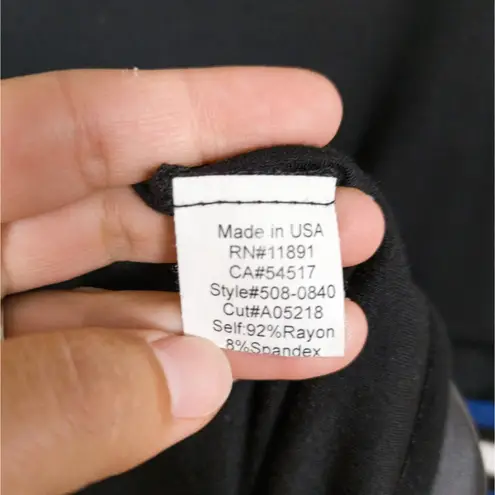 Made in USA
RN#11891
CA#54517
Style#508-0840
Cut#A05218
Self:92%Rayon
8%Spandex